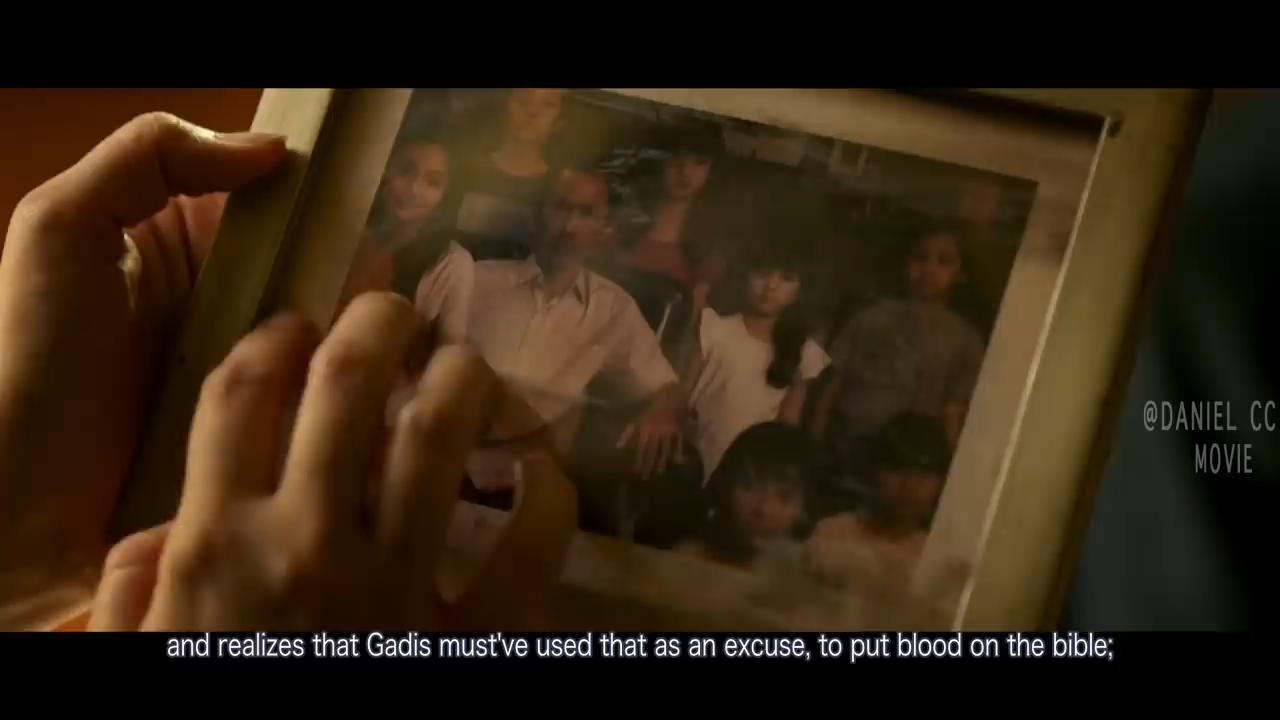 @DANIEL CC
MOVIE
and realizes that Gadis must've used that as an excuse, to put blood on the bible;